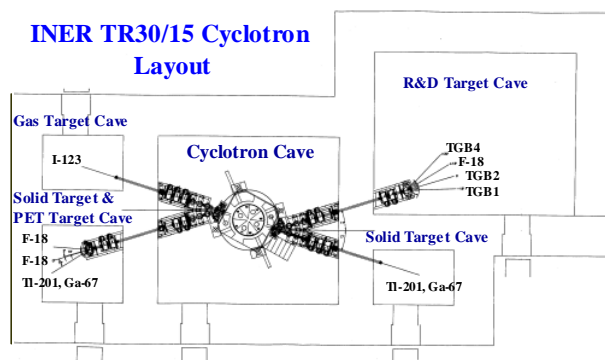 INER TR30/15 Cyclotron
Layout
R&D Target Cave
Gas Target Cave
I-123
Cyclotron Cave
TGB4
F-18
TGB2
TGB1
Solid Target &
PET Target Cave
Solid Target Cave
F-18
F-18
Tl-201, Ga-67
Tl-201, Ga-67